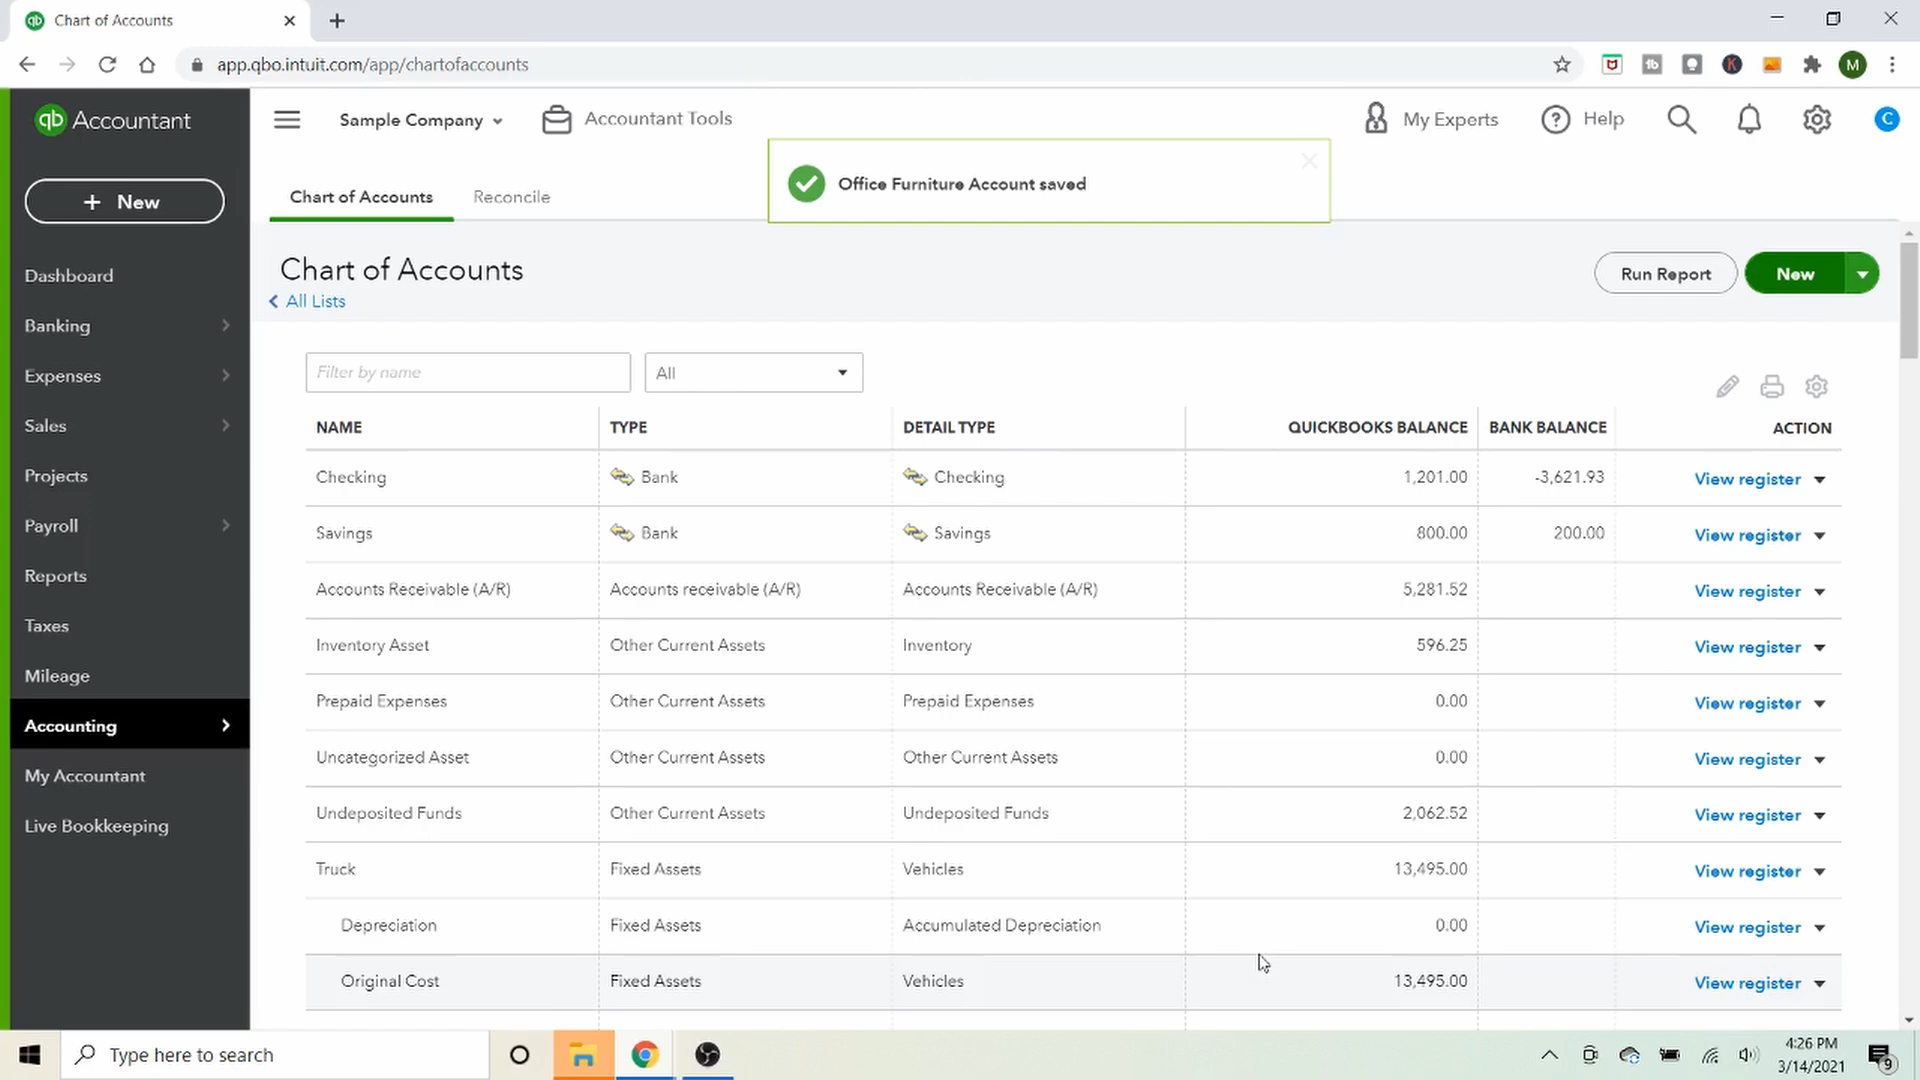 Chart of Accounts
app.qbo.intuit.com/app/chartofaccounts
M
qb Accountant
Sample Company
Accountant Tools
My Experts
Help
C
Office Furniture Account saved
+ New
Chart of Accounts
Reconcile
Dashboard
Banking
Expenses
Sales
Projects
Payroll
Reports
Taxes
Mileage
Accounting
My Accountant
Live Bookkeeping
Chart of Accounts
All Lists
Run Report
New
Filter by name
All
NAME TYPE DETAIL TYPE QUICKBOOKS BALANCE BANK BALANCE ACTION
Checking Bank Checking 1,201.00 -3,621.93 View register
Savings Bank Savings 800.00 200.00 View register
Accounts Receivable (A/R) Accounts receivable (A/R) Accounts Receivable (A/R) 5,281.52 View register
Inventory Asset Other Current Assets Inventory 596.25 View register
Prepaid Expenses Other Current Assets Prepaid Expenses 0.00 View register
Uncategorized Asset Other Current Assets Other Current Assets 0.00 View register
Undeposited Funds Other Current Assets Undeposited Funds 2,062.52 View register
Truck Fixed Assets Vehicles 13,495.00 View register
Depreciation Fixed Assets Accumulated Depreciation 0.00 View register
Original Cost Fixed Assets Vehicles 13,495.00 View register
Type here to search
4:26 PM
3/14/2021
9